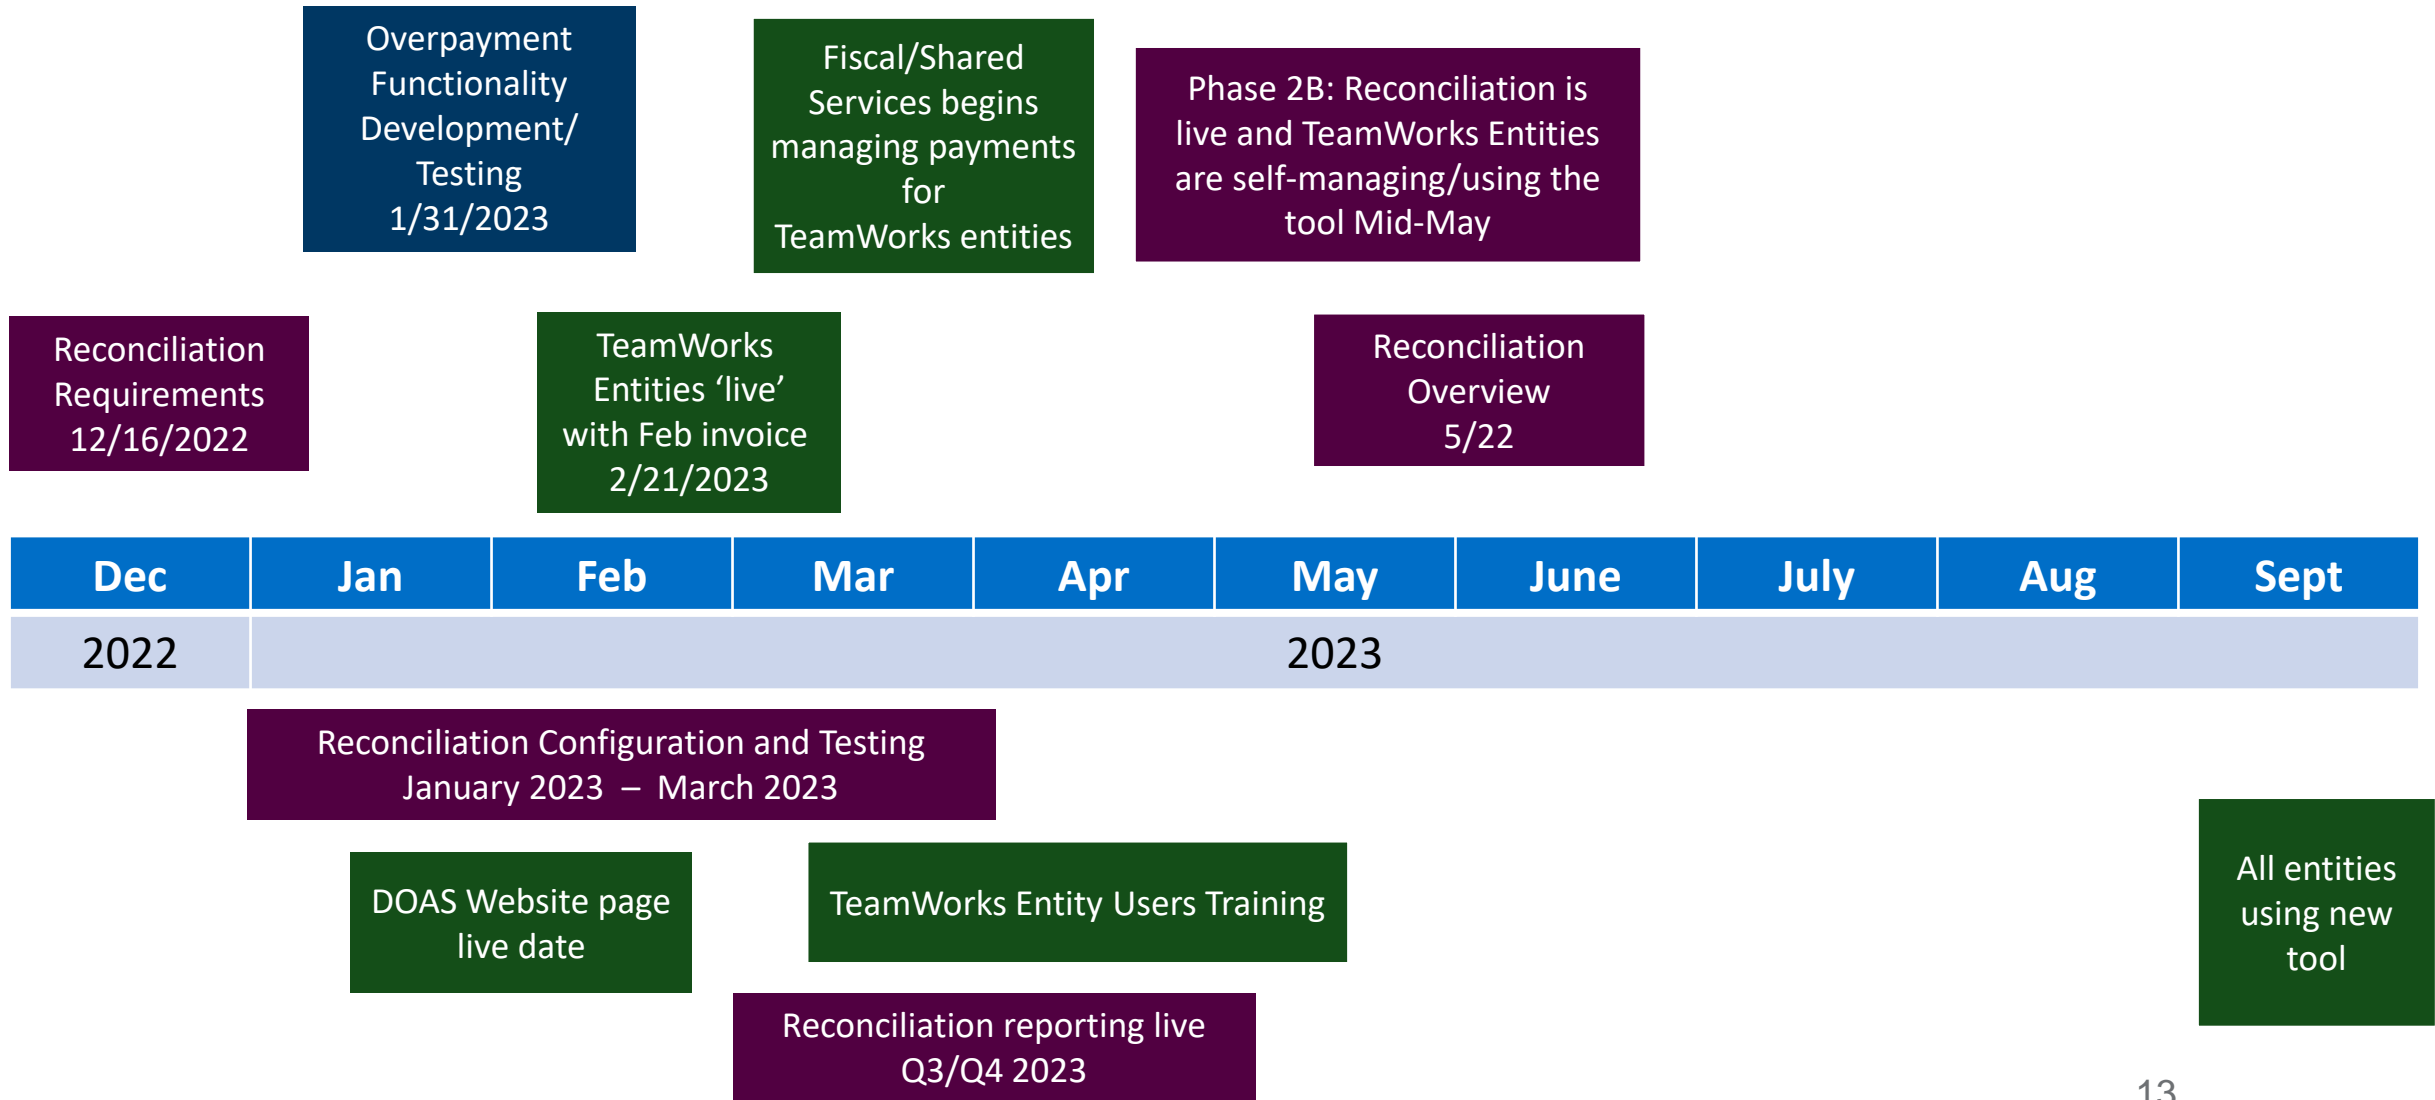 Overpayment
Functionality
Development/
Testing
1/31/2023
Fiscal/Shared
Services begins
managing payments
for
TeamWorks entities
Phase 2B: Reconciliation is
live and TeamWorks Entities
are self-managing/using the
tool Mid-May
Reconciliation
Requirements
12/16/2022
TeamWorks
Entities ‘live’
with Feb invoice
2/21/2023
Reconciliation
Overview
5/22
Dec Jan Feb Mar Apr May June July Aug Sept
2022 2023
Reconciliation Configuration and Testing
January 2023 – March 2023
DOAS Website page
live date
TeamWorks Entity Users Training
All entities
using new
tool
Reconciliation reporting live
Q3/Q4 2023
13